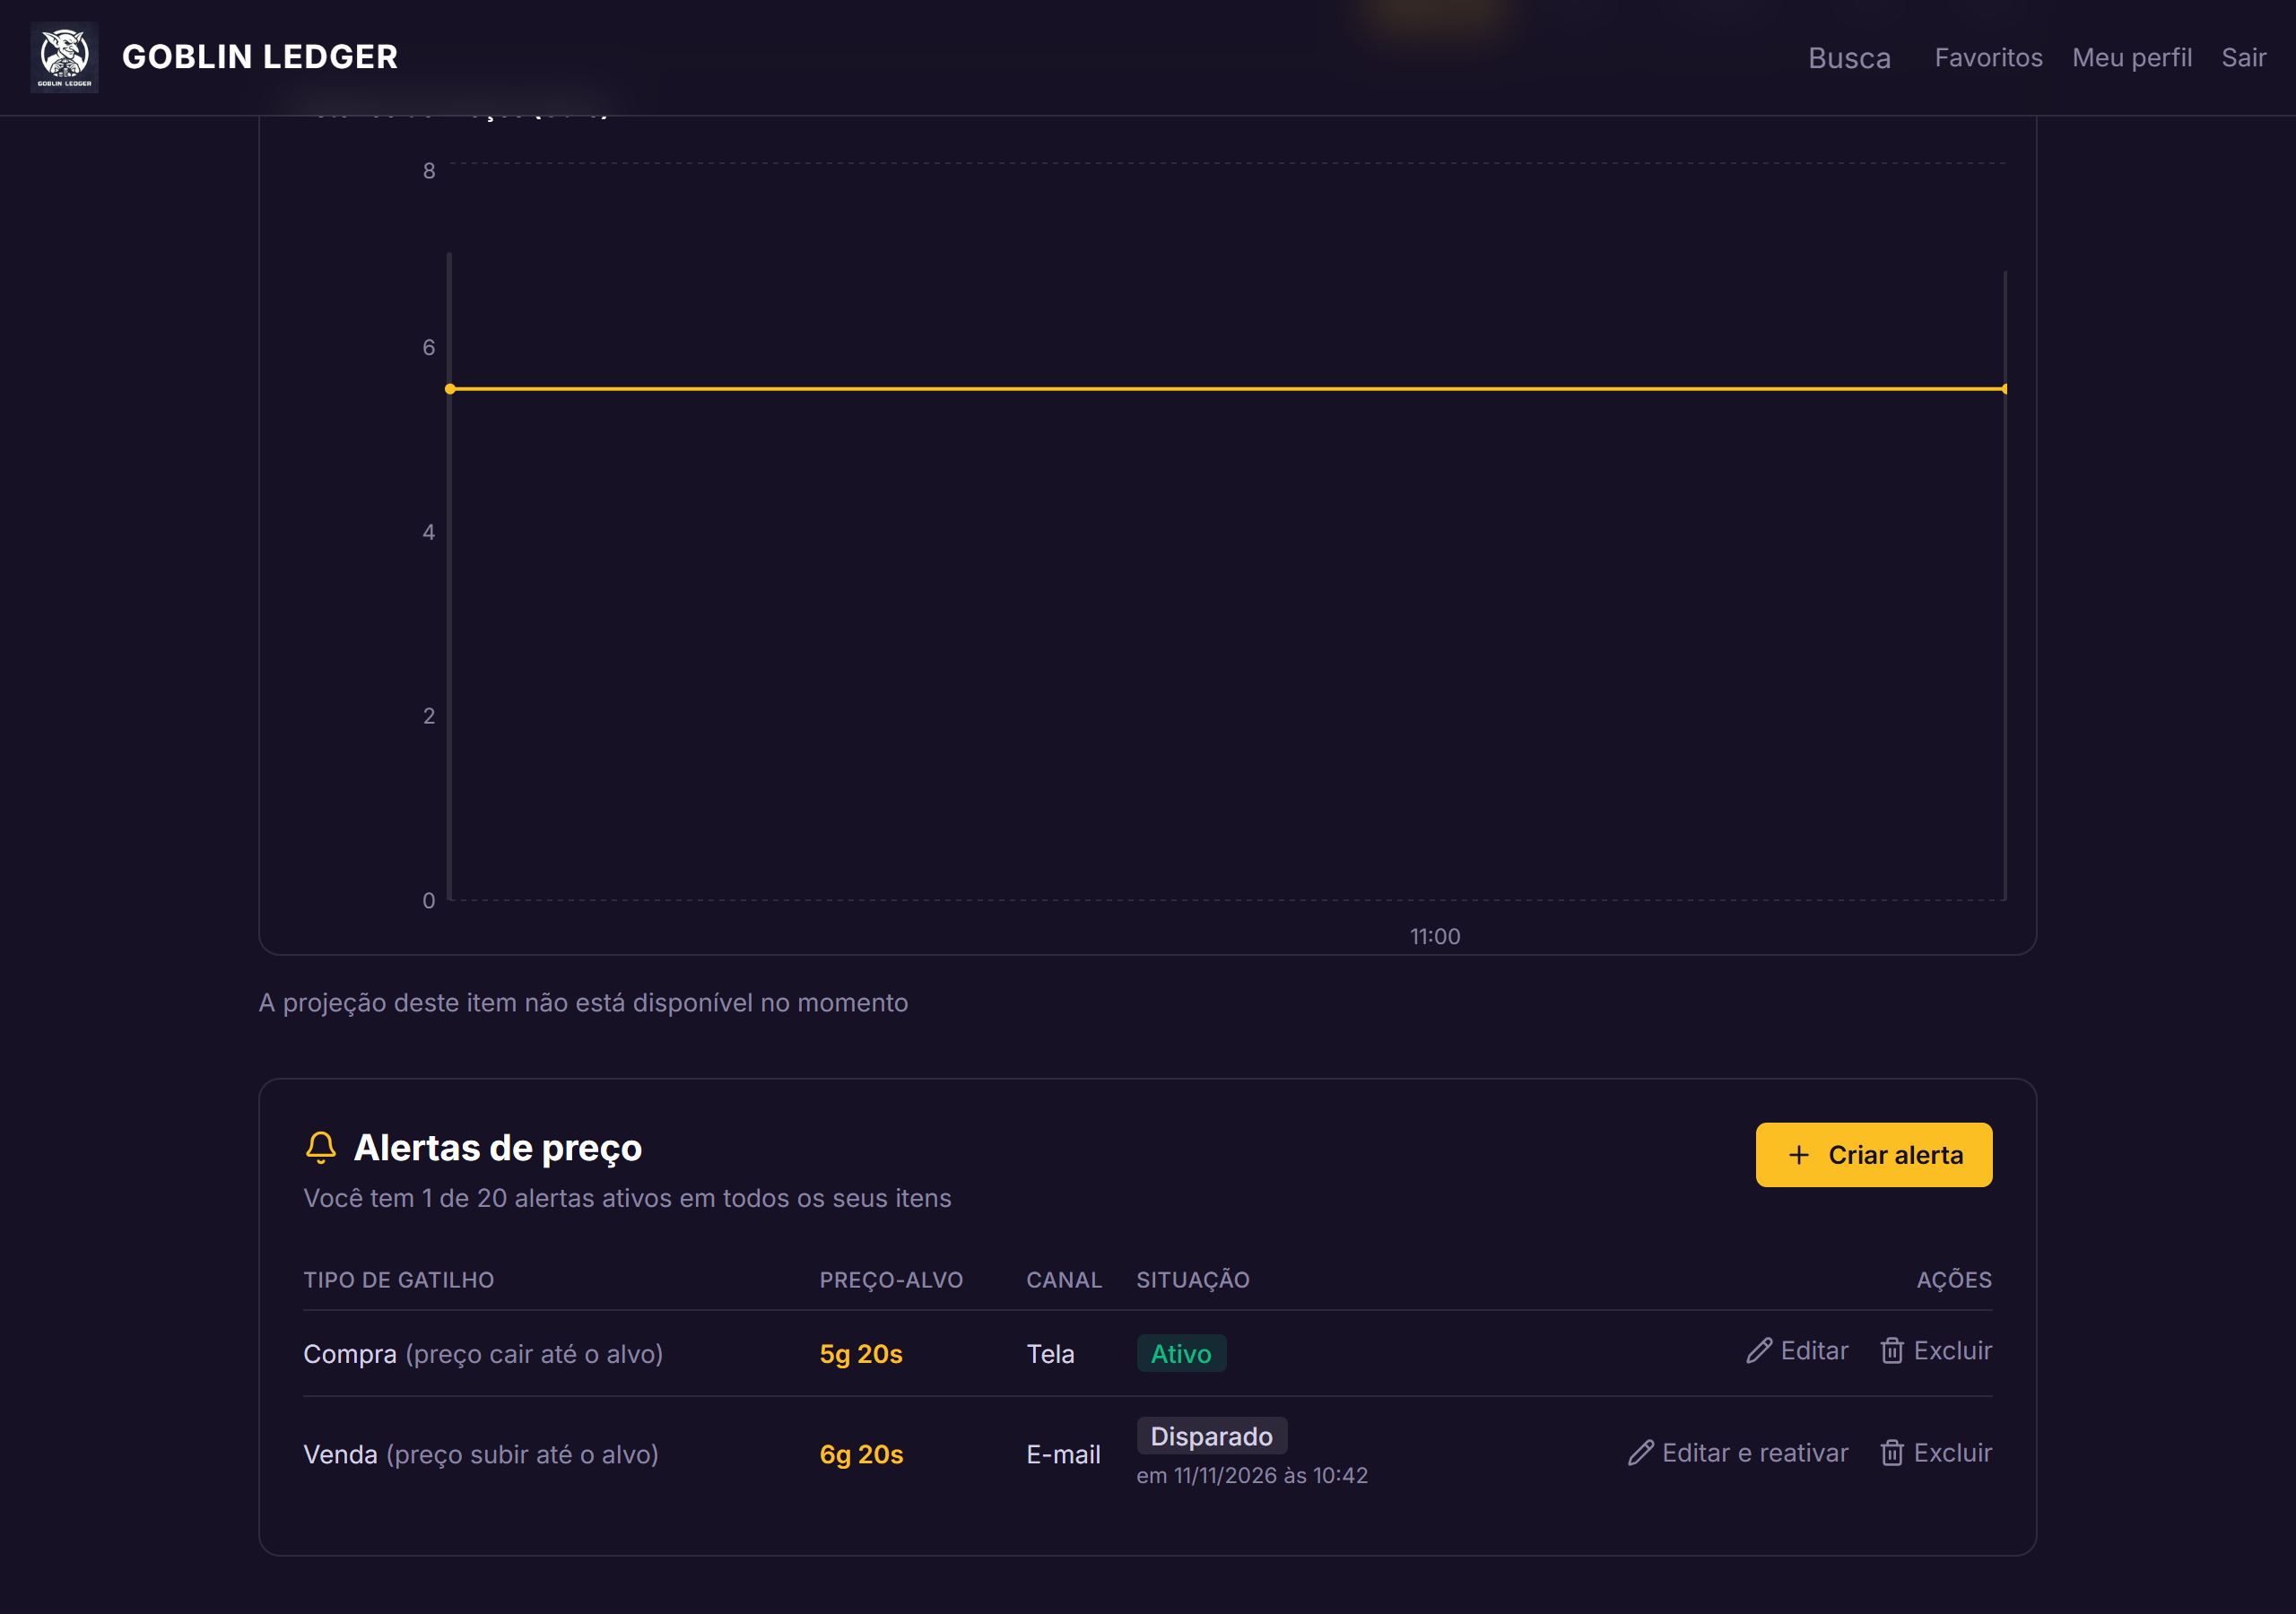 GOBLIN LEDGER
GOBLIN LEDGER
Busca
Favoritos
Meu perfil
Sair
8
6
4
2
0
11:00
A projeção deste item não está disponível no momento
Alertas de preço
Criar alerta
Você tem 1 de 20 alertas ativos em todos os seus itens
TIPO DE GATILHO PREÇO-ALVO CANAL SITUAÇÃO AÇÕES
Compra (preço cair até o alvo) 5g 20s Tela Ativo Editar Excluir
Venda (preço subir até o alvo) 6g 20s E-mail Disparado Editar e reativar Excluir
em 11/11/2026 às 10:42